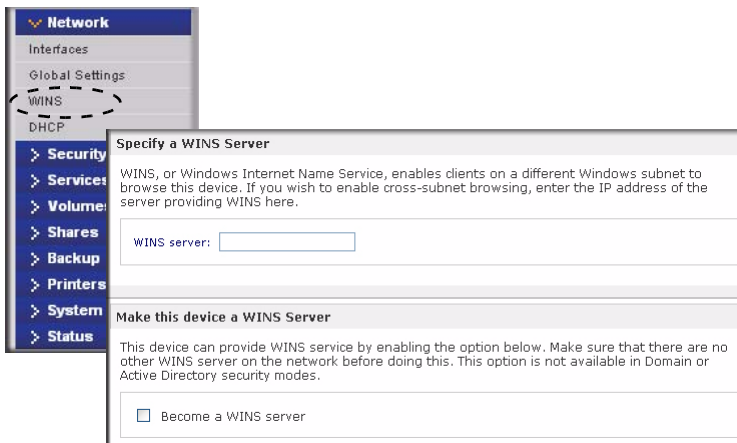 Network
Interfaces
Global Settings
WINS
DHCP
Security
Services
Volumes
Shares
Backup
Printers
System
Status
Specify a WINS Server
WINS, or Windows Internet Name Service, enables clients on a different Windows subnet to
browse this device. If you wish to enable cross-subnet browsing, enter the IP address of the
server providing WINS here.
WINS server:
Make this device a WINS Server
This device can provide WINS service by enabling the option below. Make sure that there are no
other WINS server on the network before doing this. This option is not available in Domain or
Active Directory security modes.
Become a WINS server